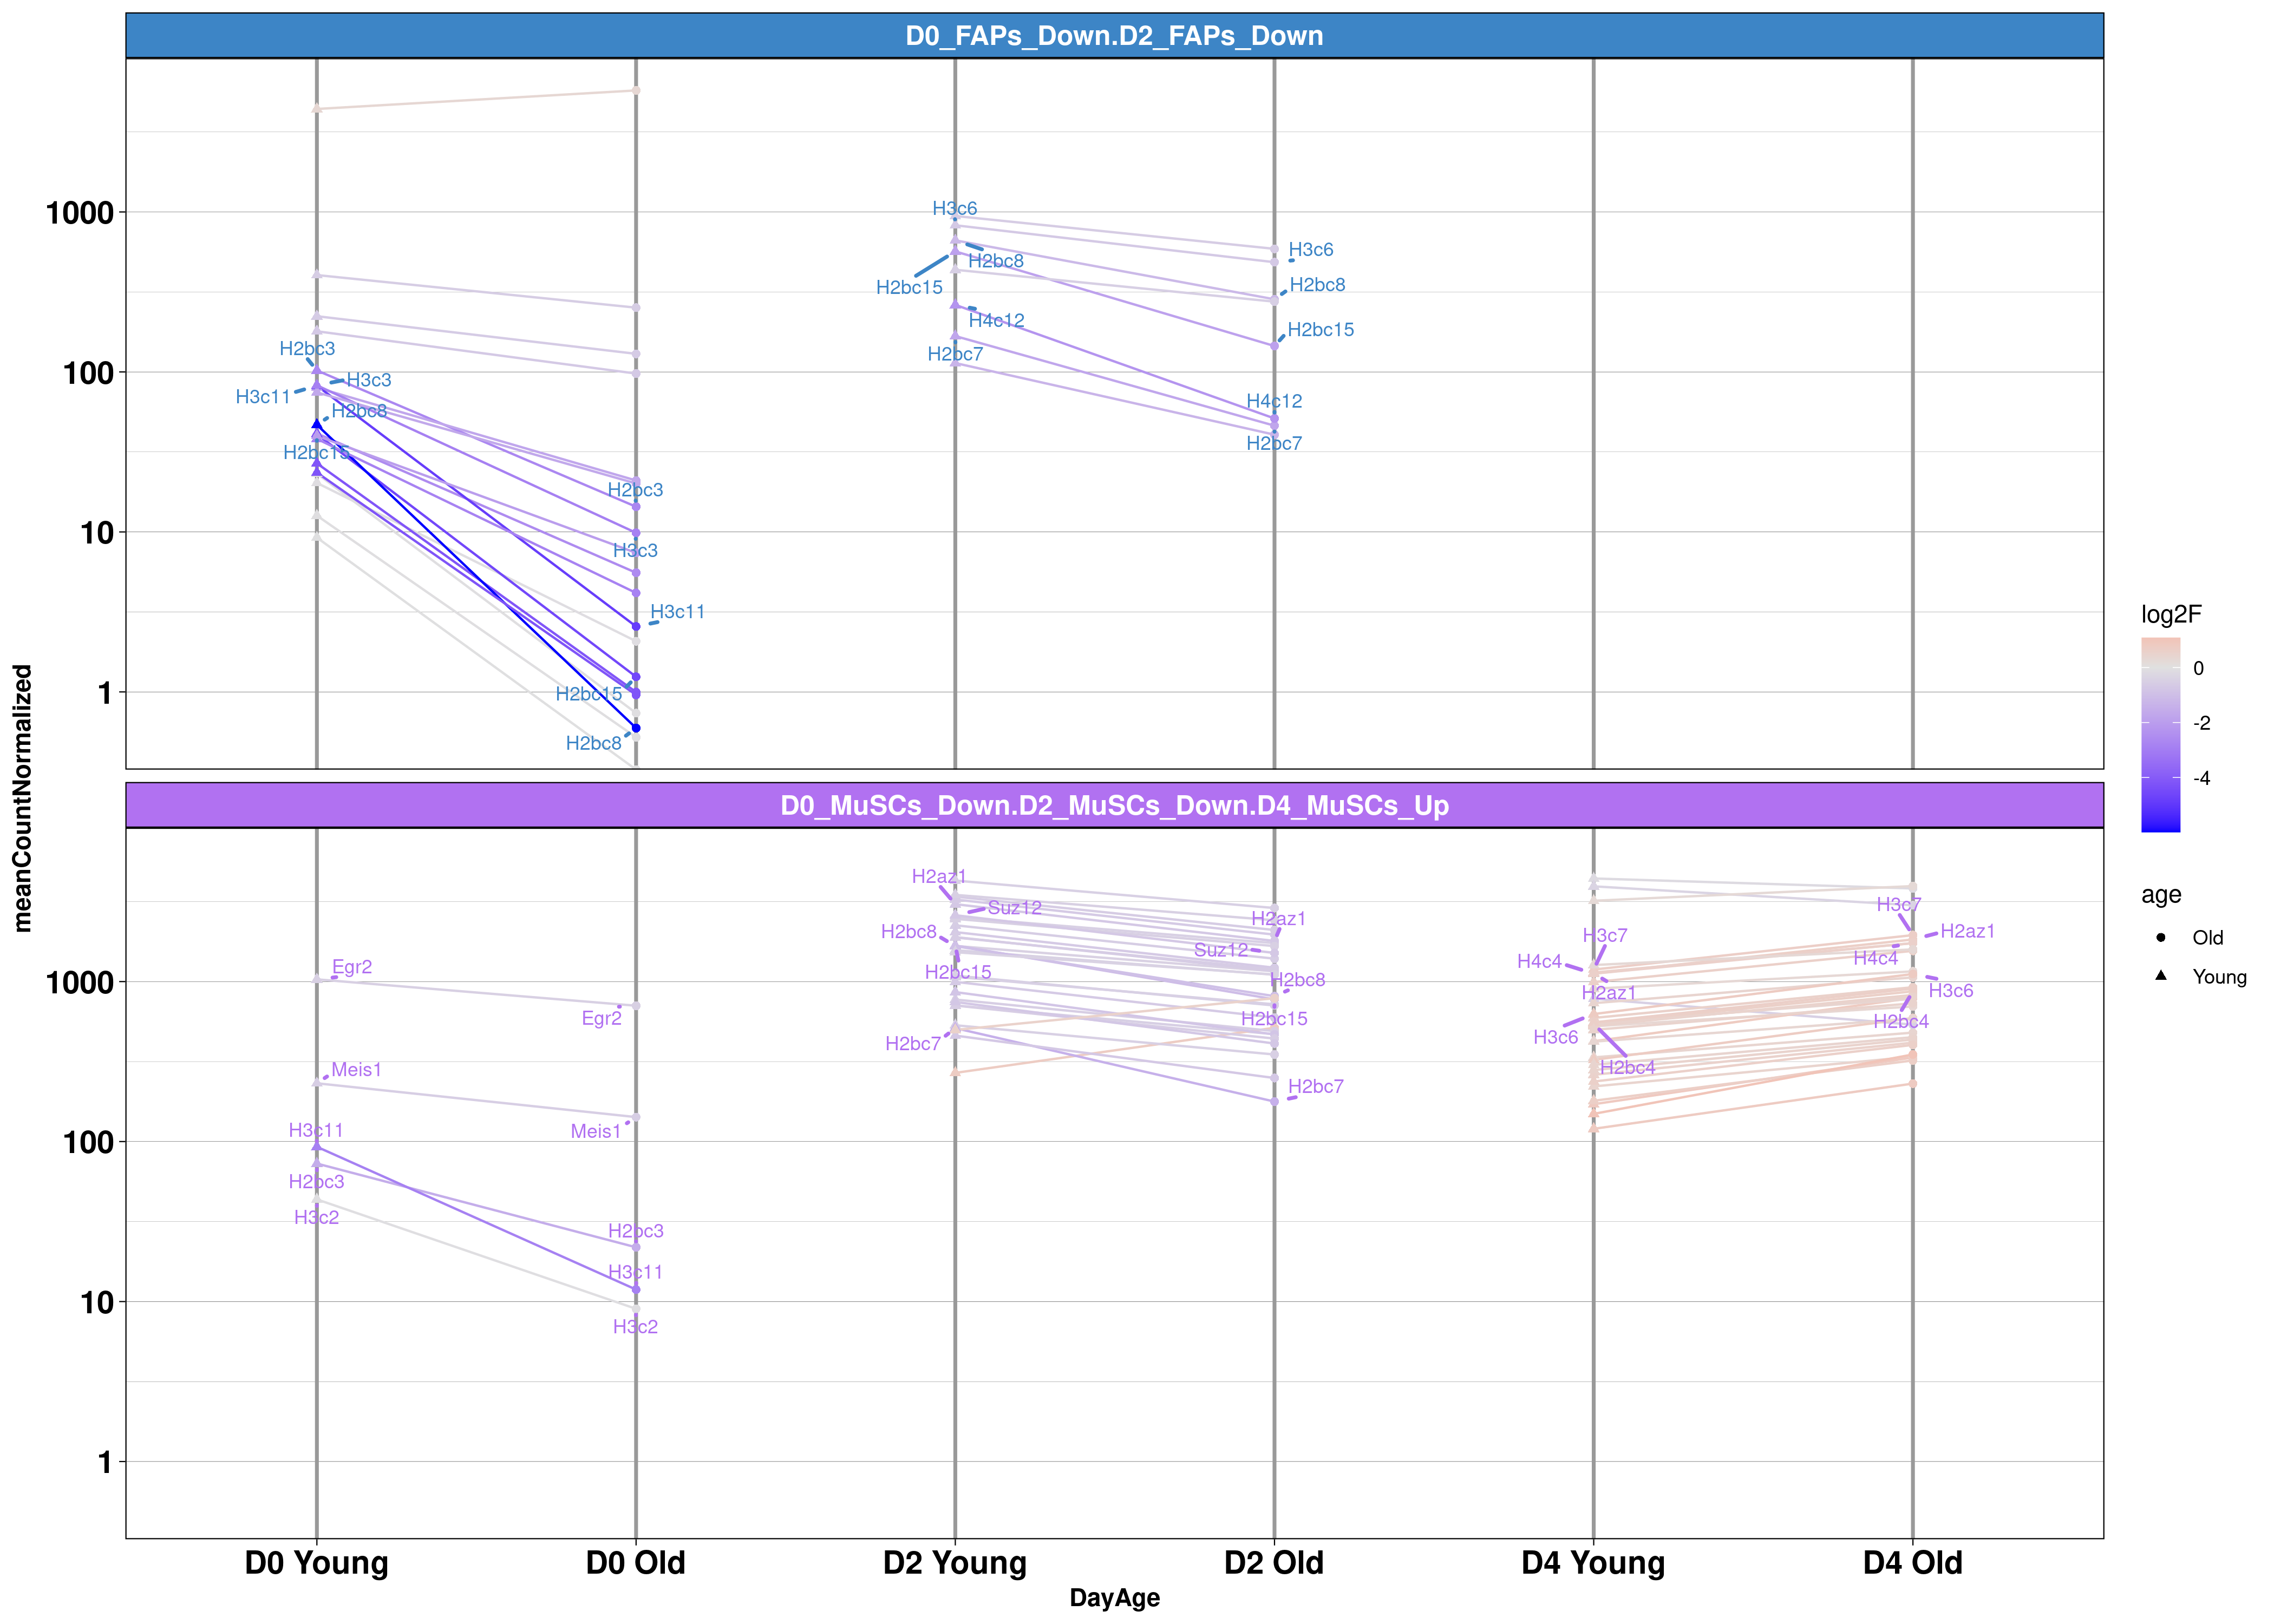 D0_FAPs_Down.D2_FAPs_Down
1000
100
10
1
H2bc3
H3c3
H3c11
H2bc8
H2bc15
H2bc3
H3c3
H3c11
H2bc15
H2bc8
H3c6
H2bc8
H2bc15
H4c12
H2bc7
H3c6
H2bc8
H2bc15
H4c12
H2bc7
D0_MuSCs_Down.D2_MuSCs_Down.D4_MuSCs_Up
1000
100
10
1
Egr2
Egr2
Meis1
Meis1
H3c11
H2bc3
H3c2
H2bc3
H3c11
H3c2
H2az1
Suz12
H2bc8
H2bc15
H2bc7
H2az1
Suz12
H2bc8
H2bc15
H2bc7
H3c7
H4c4
H2az1
H3c6
H2bc4
H3c7
H2az1
H4c4
H3c6
H2bc4
D0 Young
D0 Old
D2 Young
D2 Old
D4 Young
D4 Old
DayAge
meanCountNormalized
log2F
0
-2
-4
age
Old
Young